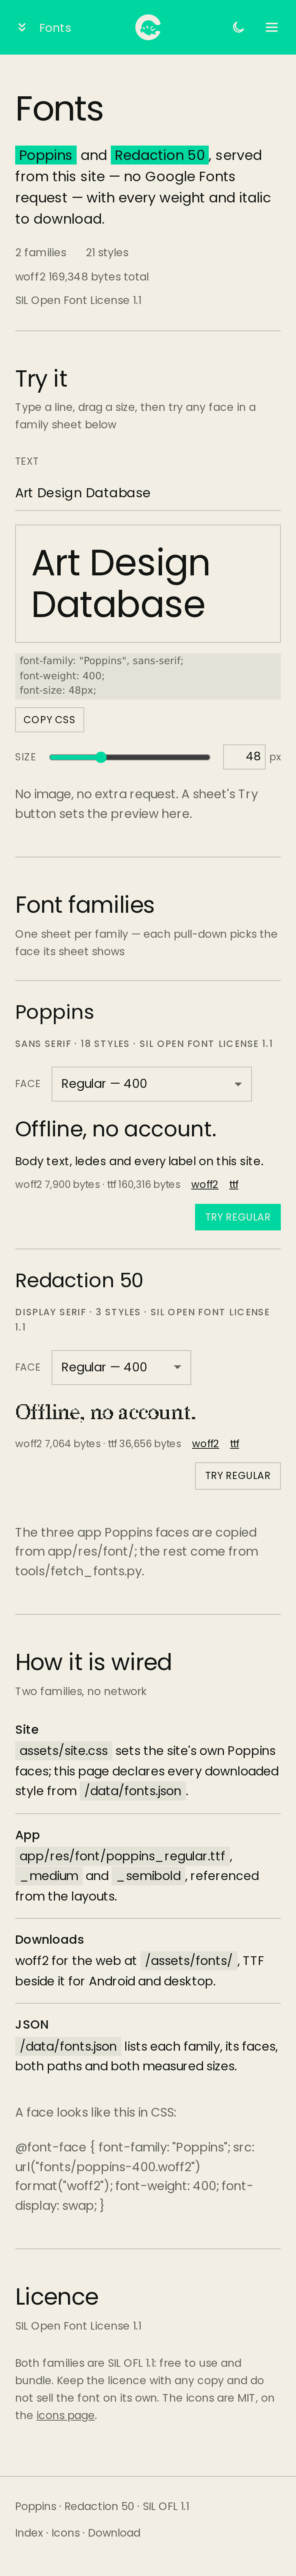 Fonts
Fonts
Poppins and Redaction 50, served
from this site — no Google Fonts
request — with every weight and italic
to download.
2 families 21 styles
woff2 169,348 bytes total
SIL Open Font License 1.1
Try it
Type a line, drag a size, then try any face in a
family sheet below
TEXT
Art Design Database
Art Design
Database
font-family: "Poppins", sans-serif;
font-weight: 400;
font-size: 48px;
COPY CSS
SIZE 48 px
No image, no extra request. A sheet's Try
button sets the preview here.
Font families
One sheet per family — each pull-down picks the
face its sheet shows
Poppins
SANS SERIF · 18 STYLES · SIL OPEN FONT LICENSE 1.1
FACE Regular — 400
Offline, no account.
Body text, ledes and every label on this site.
woff2 7,900 bytes · ttf 160,316 bytes woff2 ttf
TRY REGULAR
Redaction 50
DISPLAY SERIF · 3 STYLES · SIL OPEN FONT LICENSE
1.1
FACE Regular — 400
Offline, no account.
woff2 7,064 bytes · ttf 36,656 bytes woff2 ttf
TRY REGULAR
The three app Poppins faces are copied
from app/res/font/; the rest come from
tools/fetch_fonts.py.
How it is wired
Two families, no network
Site
assets/site.css sets the site's own Poppins
faces; this page declares every downloaded
style from /data/fonts.json.
App
app/res/font/poppins_regular.ttf,
_medium and _semibold, referenced
from the layouts.
Downloads
woff2 for the web at /assets/fonts/, TTF
beside it for Android and desktop.
JSON
/data/fonts.json lists each family, its faces,
both paths and both measured sizes.
A face looks like this in CSS:
@font-face { font-family: "Poppins"; src:
url("fonts/poppins-400.woff2")
format("woff2"); font-weight: 400; font-
display: swap; }
Licence
SIL Open Font License 1.1
Both families are SIL OFL 1.1: free to use and
bundle. Keep the licence with any copy and do
not sell the font on its own. The icons are MIT, on
the icons page.
Poppins · Redaction 50 · SIL OFL 1.1
Index · Icons · Download